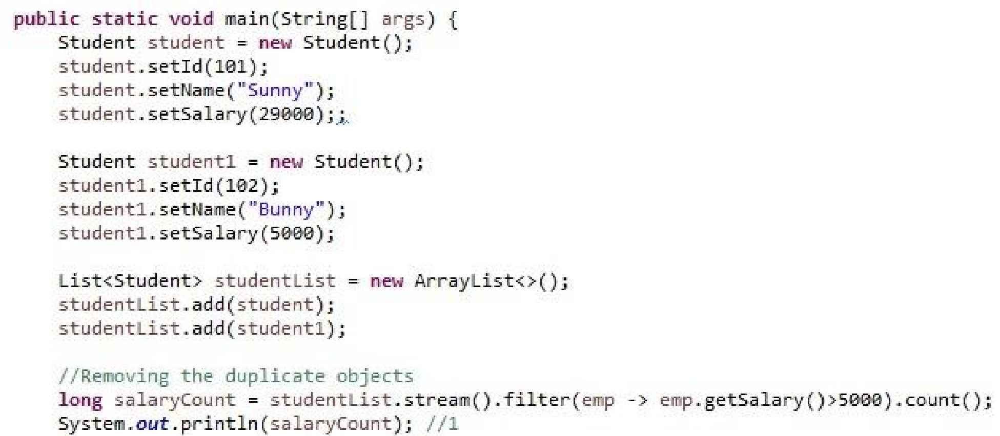 public static void main(String[] args) {
Student student = new Student();
student.setId(101);
student.setName("Sunny");
student.setSalary(29000);;
Student student1 = new Student();
student1.setId(102);
student1.setName("Bunny");
student1.setSalary(5000);
List<Student> studentList = new ArrayList<>();
studentList.add(student);
studentList.add(student1);
//Removing the duplicate objects
long salaryCount = studentList.stream().filter(emp -> emp.getSalary()>5000).count();
System.out.println(salaryCount); //1